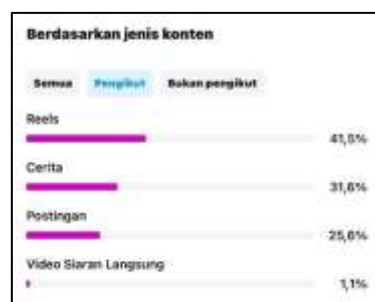 Berdasarkan jenis konten
Semua Pengikut Bukan pengikut
Reels
41,5%
Cerita
31,6%
Postingan
25,6%
Video Siaran Langsung
1,1%